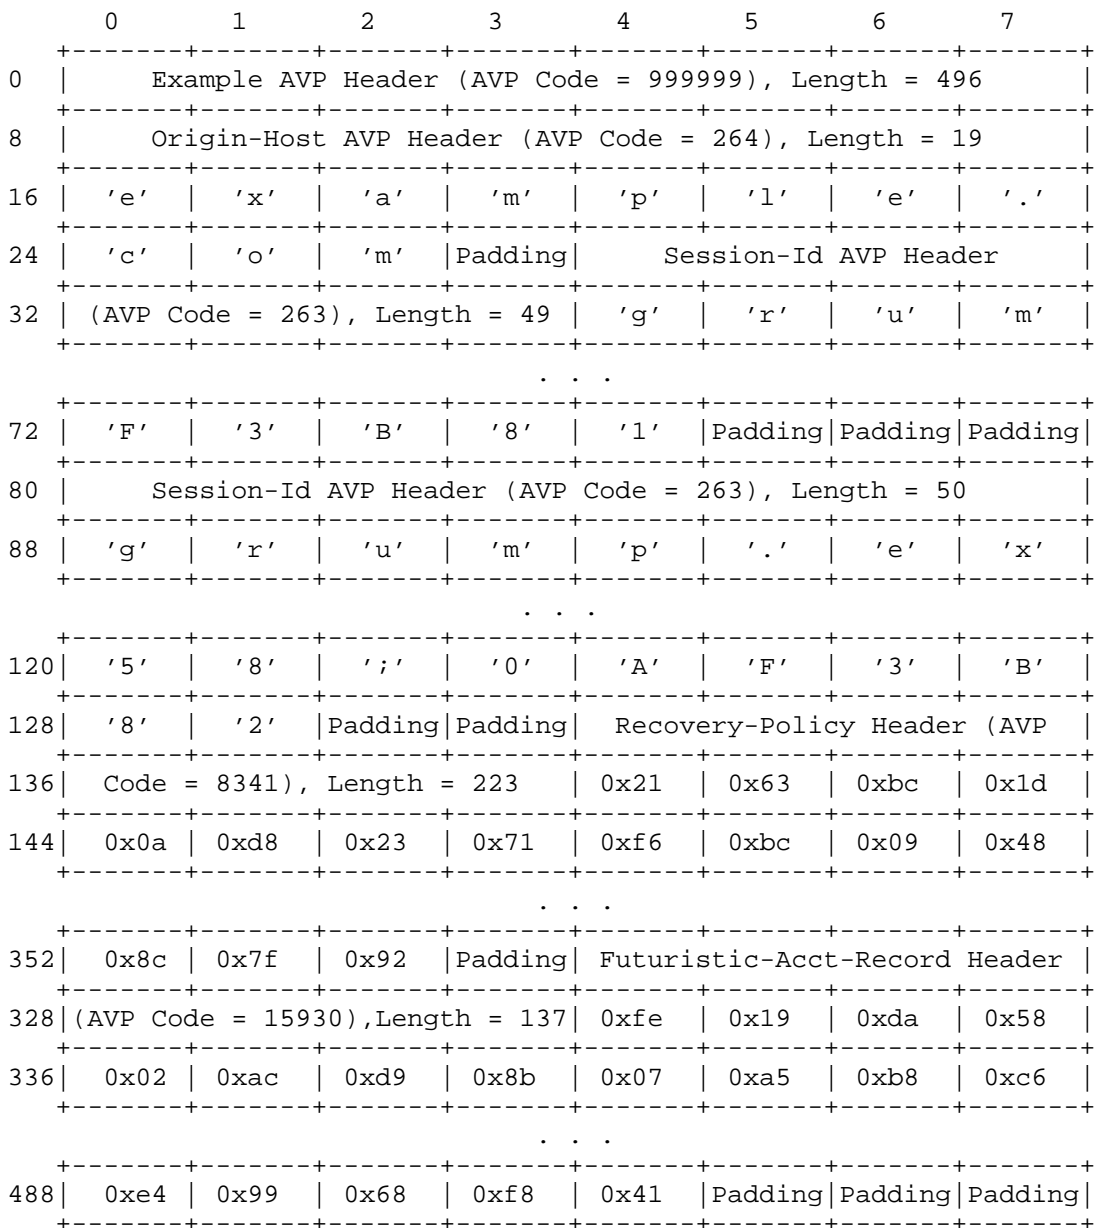 0 1 2 3 4 5 6 7
+-------+-------+-------+-------+-------+-------+-------+-------+
0 | Example AVP Header (AVP Code = 999999), Length = 496 |
+-------+-------+-------+-------+-------+-------+-------+-------+
8 | Origin-Host AVP Header (AVP Code = 264), Length = 19 |
+-------+-------+-------+-------+-------+-------+-------+-------+
16 | ’e’ | ’x’ | ’a’ | ’m’ | ’p’ | ’l’ | ’e’ | ’.’ |
+-------+-------+-------+-------+-------+-------+-------+-------+
24 | ’c’ | ’o’ | ’m’ |Padding| Session-Id AVP Header |
+-------+-------+-------+-------+-------+-------+-------+-------+
32 | (AVP Code = 263), Length = 49 | ’g’ | ’r’ | ’u’ | ’m’ |
+-------+-------+-------+-------+-------+-------+-------+-------+
. . .
+-------+-------+-------+-------+-------+-------+-------+-------+
72 | ’F’ | ’3’ | ’B’ | ’8’ | ’1’ |Padding|Padding|Padding|
+-------+-------+-------+-------+-------+-------+-------+-------+
80 | Session-Id AVP Header (AVP Code = 263), Length = 50 |
+-------+-------+-------+-------+-------+-------+-------+-------+
88 | ’g’ | ’r’ | ’u’ | ’m’ | ’p’ | ’.’ | ’e’ | ’x’ |
+-------+-------+-------+-------+-------+-------+-------+-------+
. . .
+-------+-------+-------+-------+-------+-------+-------+-------+
120| ’5’ | ’8’ | ’;’ | ’0’ | ’A’ | ’F’ | ’3’ | ’B’ |
+-------+-------+-------+-------+-------+-------+-------+-------+
128| ’8’ | ’2’ |Padding|Padding| Recovery-Policy Header (AVP |
+-------+-------+-------+-------+-------+-------+-------+-------+
136| Code = 8341), Length = 223 | 0x21 | 0x63 | 0xbc | 0x1d |
+-------+-------+-------+-------+-------+-------+-------+-------+
144| 0x0a | 0xd8 | 0x23 | 0x71 | 0xf6 | 0xbc | 0x09 | 0x48 |
+-------+-------+-------+-------+-------+-------+-------+-------+
. . .
+-------+-------+-------+-------+-------+-------+-------+-------+
352| 0x8c | 0x7f | 0x92 |Padding| Futuristic-Acct-Record Header |
+-------+-------+-------+-------+-------+-------+-------+-------+
328|(AVP Code = 15930),Length = 137| 0xfe | 0x19 | 0xda | 0x58 |
+-------+-------+-------+-------+-------+-------+-------+-------+
336| 0x02 | 0xac | 0xd9 | 0x8b | 0x07 | 0xa5 | 0xb8 | 0xc6 |
+-------+-------+-------+-------+-------+-------+-------+-------+
. . .
+-------+-------+-------+-------+-------+-------+-------+-------+
488| 0xe4 | 0x99 | 0x68 | 0xf8 | 0x41 |Padding|Padding|Padding|
+-------+-------+-------+-------+-------+-------+-------+-------+